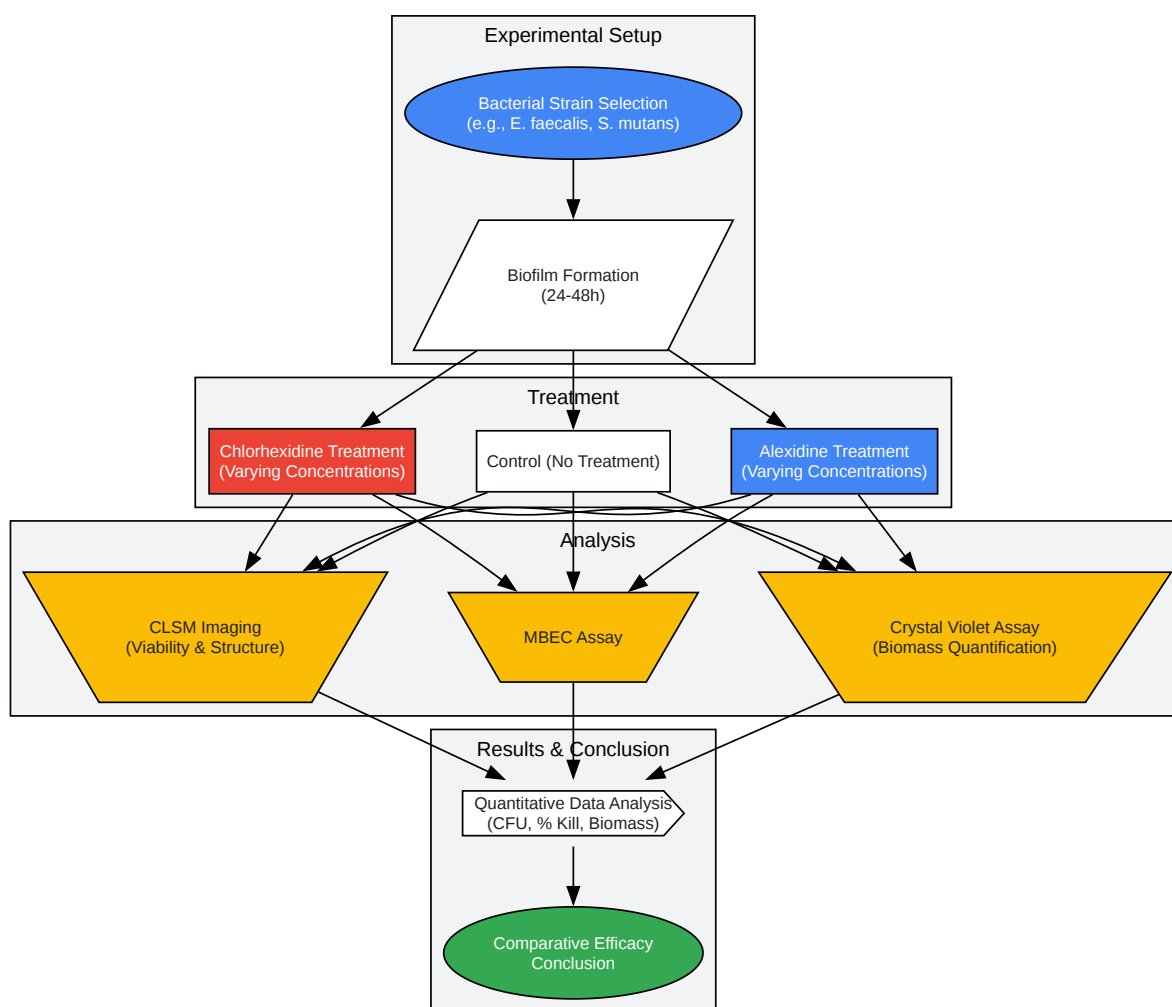 Experimental Setup
Bacterial Strain Selection
(e.g., E. faecalis, S. mutans)
Biofilm Formation
(24-48h)
Treatment
Chlorhexidine Treatment
(Varying Concentrations)
Control (No Treatment)
Alexidine Treatment
(Varying Concentrations)
Analysis
CLSM Imaging
(Viability & Structure)
MBEC Assay
Crystal Violet Assay
(Biomass Quantification)
Results & Conclusion
Quantitative Data Analysis
(CFU, % Kill, Biomass)
Comparative Efficacy
Conclusion